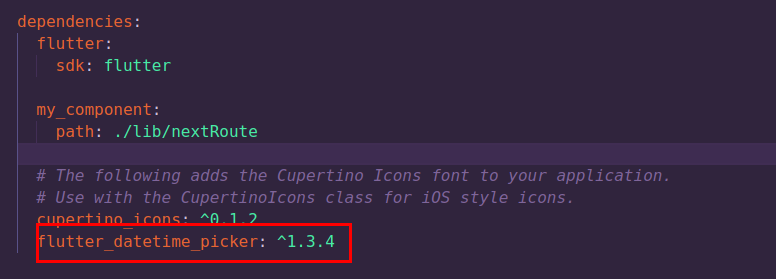 dependencies:
flutter:
sdk: flutter
my_component:
path: ./lib/nextRoute
# The following adds the Cupertino Icons font to your application.
# Use with the CupertinoIcons class for iOS style icons.
cupertino_icons: ^0.1.2
flutter_datetime_picker: ^1.3.4